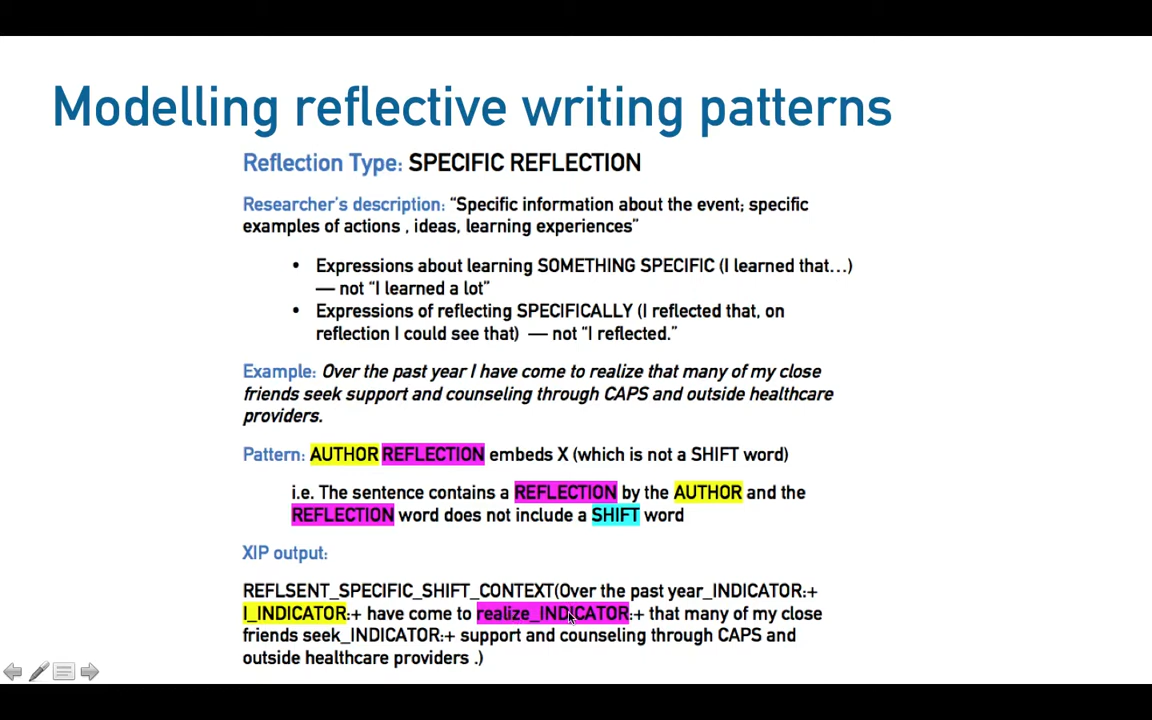 Modelling reflective writing patterns
Reflection Type: SPECIFIC REFLECTION
Researcher's description: “Specific information about the event; specific
examples of actions , ideas, learning experiences”
• Expressions about learning SOMETHING SPECIFIC (I learned that…)
— not “I learned a lot”
• Expressions of reflecting SPECIFICALLY (I reflected that, on
reflection I could see that) — not “I reflected.”
Example: Over the past year I have come to realize that many of my close
friends seek support and counseling through CAPS and outside healthcare
providers.
Pattern: AUTHOR REFLECTION embeds X (which is not a SHIFT word)
i.e. The sentence contains a REFLECTION by the AUTHOR and the
REFLECTION word does not include a SHIFT word
XIP output:
REFLSENT_SPECIFIC_SHIFT_CONTEXT(Over the past year_INDICATOR:+
I_INDICATOR:+ have come to realize_INDICATOR:+ that many of my close
friends seek_INDICATOR:+ support and counseling through CAPS and
outside healthcare providers .)